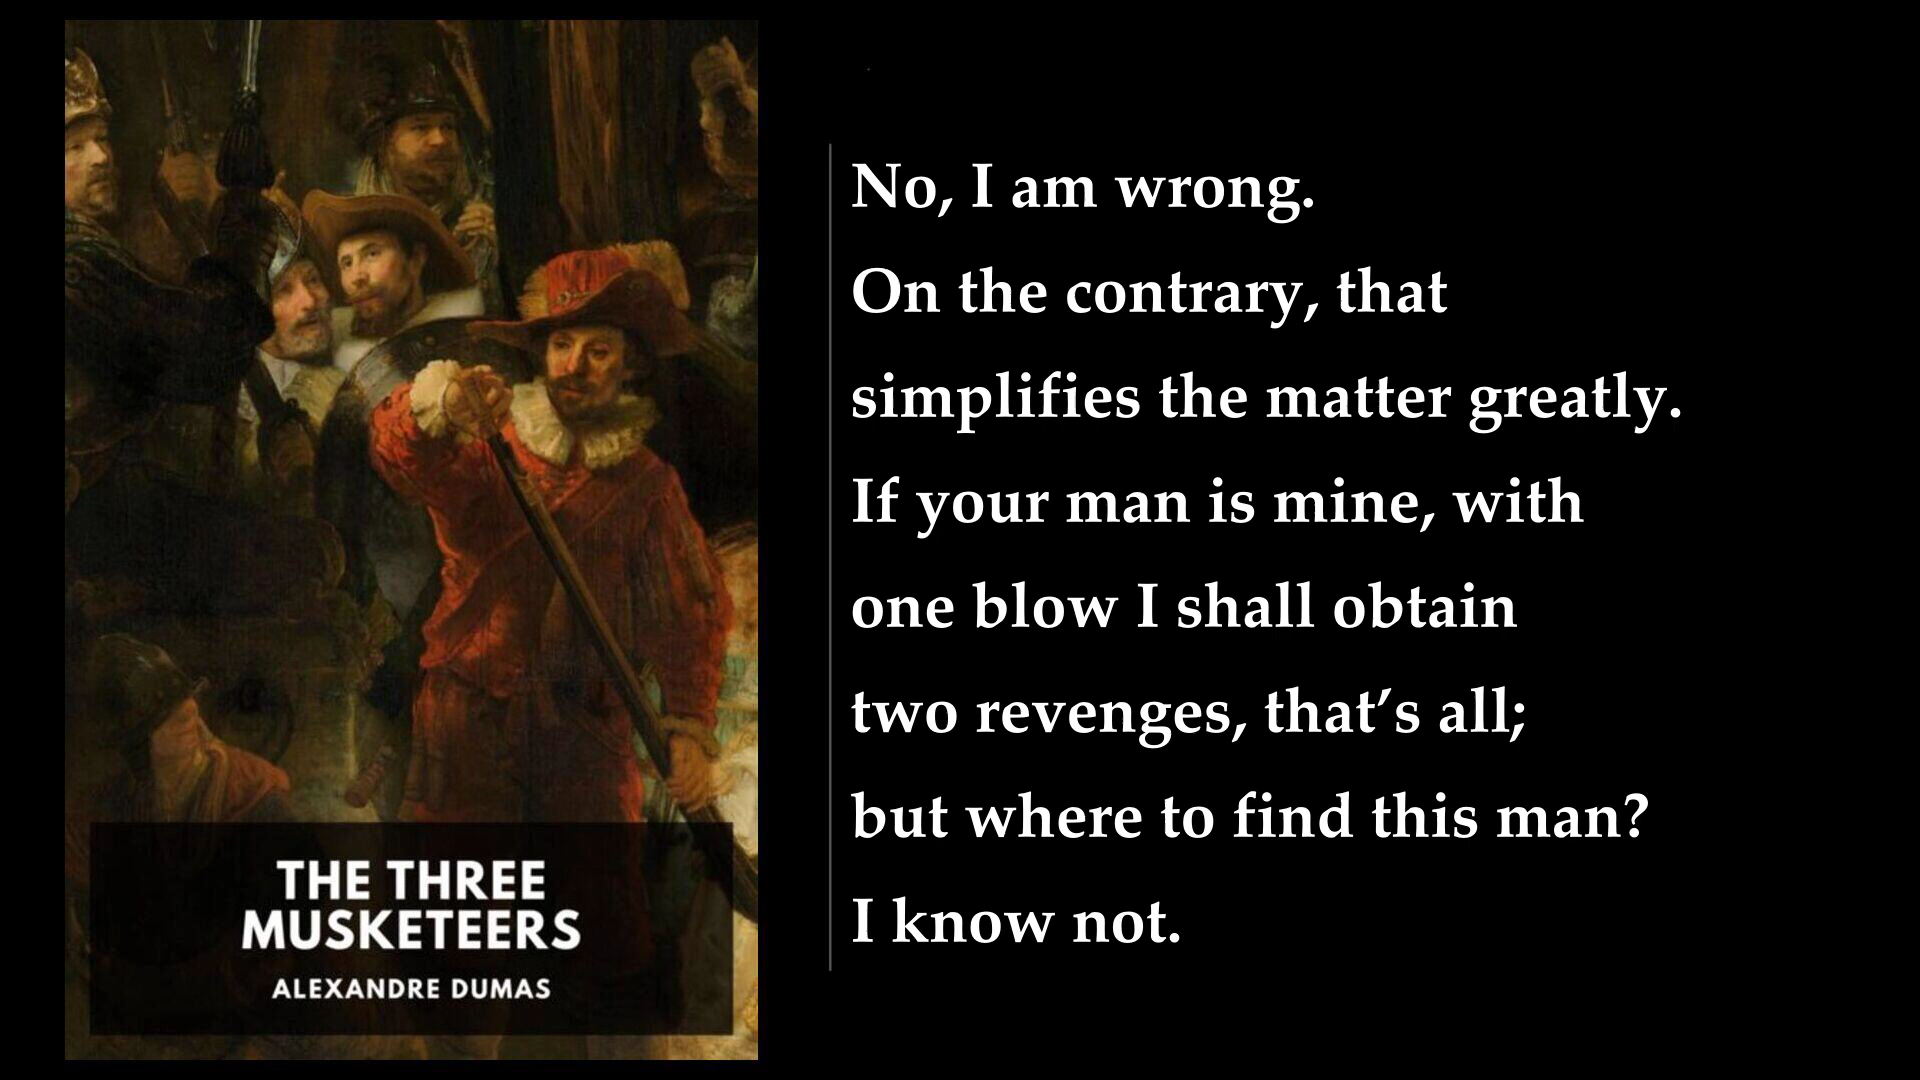 THE THREE
MUSKETEERS
ALEXANDRE DUMAS
No, I am wrong.
On the contrary, that
simplifies the matter greatly.
If your man is mine, with
one blow I shall obtain
two revenges, that’s all;
but where to find this man?
I know not.